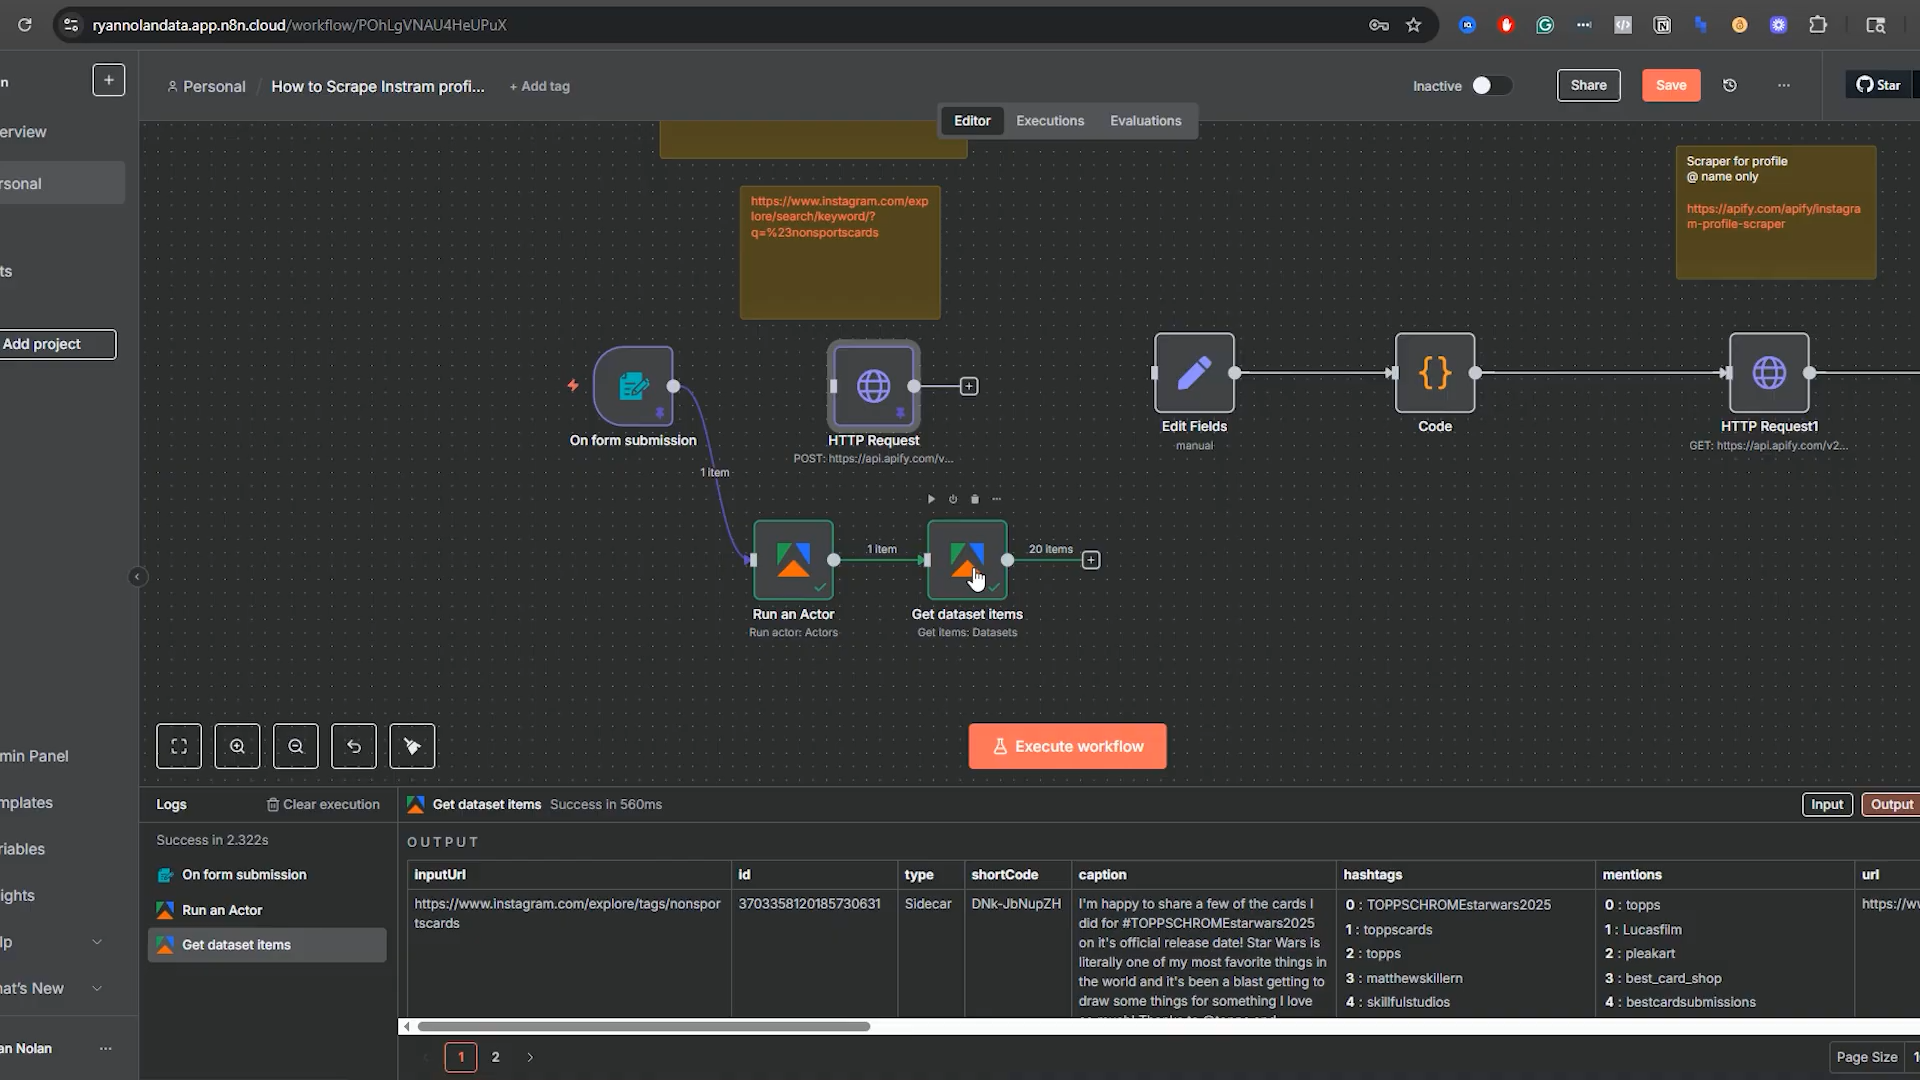 ryannolandata.app.n8n.cloud/workflow/POhLgVNAU4HeUPuX
n
+
Personal / How to Scrape Instram profi... + Add tag
Inactive
Share
Save
...
Star
Editor Executions Evaluations
erview
rsonal
ts
Add project
min Panel
mplates
riables
ights
lp
nat's New
an Nolan
https://www.instagram.com/exp
lore/search/keyword/?
q=%23nonsportscards
Scraper for profile
@ name only
https://apify.com/apify/instagra
m-profile-scraper
On form submission
HTTP Request
POST: https://api.apify.com/v...
Edit Fields
manual
Code
HTTP Request1
GET: https://api.apify.com/v2...
1 item
Run an Actor
Run actor: Actors
1 item
Get dataset items
Get items: Datasets
20 items
Execute workflow
Logs
Clear execution
Success in 2.322s
On form submission
Run an Actor
Get dataset items
Get dataset items Success in 560ms
Input
Output
OUTPUT
inputUrl id type shortCode caption hashtags mentions url
https://www.instagram.com/explore/tags/nonspor
tscards
3703358120185730631
Sidecar
DNk-JbNupZH
I'm happy to share a few of the cards I
did for #TOPPSCHROMEstarwars2025
on it's official release date! Star Wars is
literally one of my most favorite things in
the world and it's been a blast getting to
draw some things for something I love
0 : TOPPSCHROMEstarwars2025
1 : toppscards
2 : topps
3 : matthewskillern
4 : skillfulstudios
0 : topps
1 : Lucasfilm
2 : pleakart
3 : best_card_shop
4 : bestcardsubmissions
https://w
1 2
Page Size